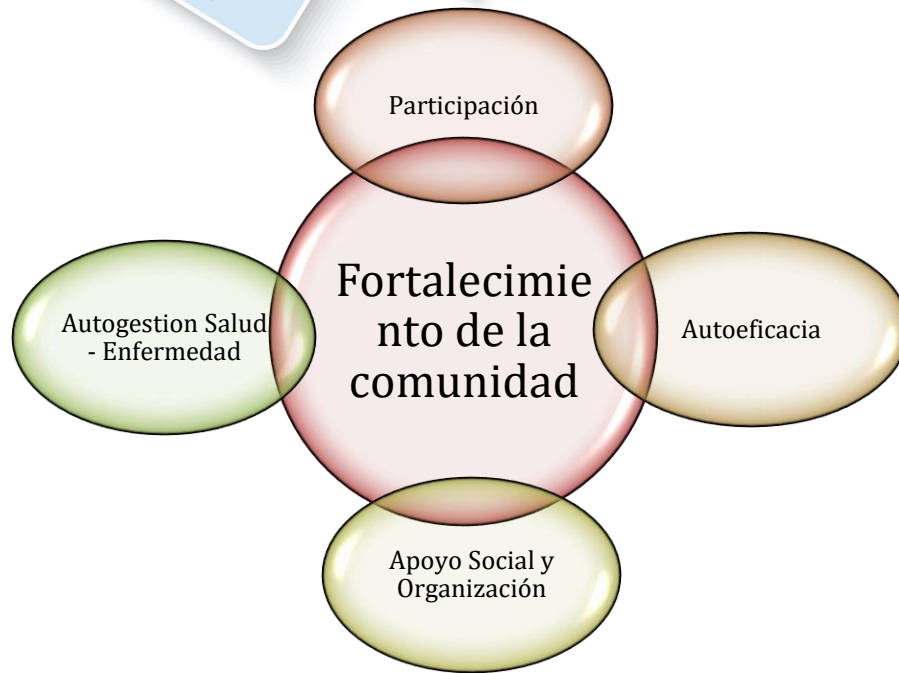 Participación
Fortalecimie
nto de la
comunidad
Autogestion Salud
- Enfermedad
Autoeficacia
Apoyo Social y
Organización